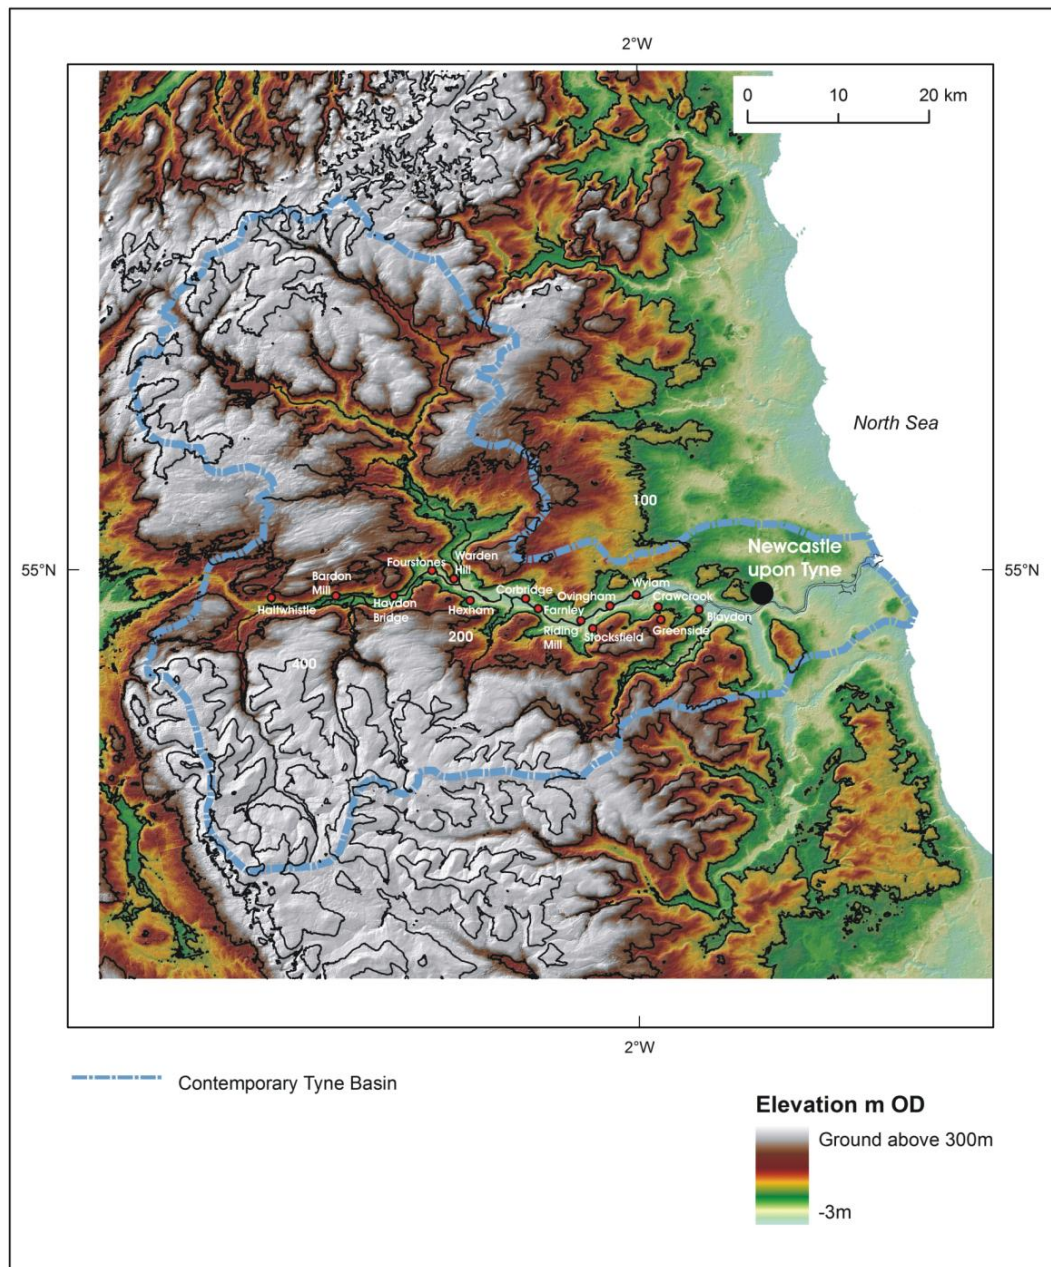 2°W
0 10 20 km
North Sea
100
55°N
55°N
Newcastle
upon Tyne
Warden
Hill
Fourstones
Bardon
Mill
Haltwhistle
Haydon
Bridge
Hexham
Corbridge
Ovingham
Wylam
Crawcrook
Farnley
Blaydon
Riding
Mill
Stocksfield
Greenside
200
400
2°W
Contemporary Tyne Basin
Elevation m OD
Ground above 300m
-3m